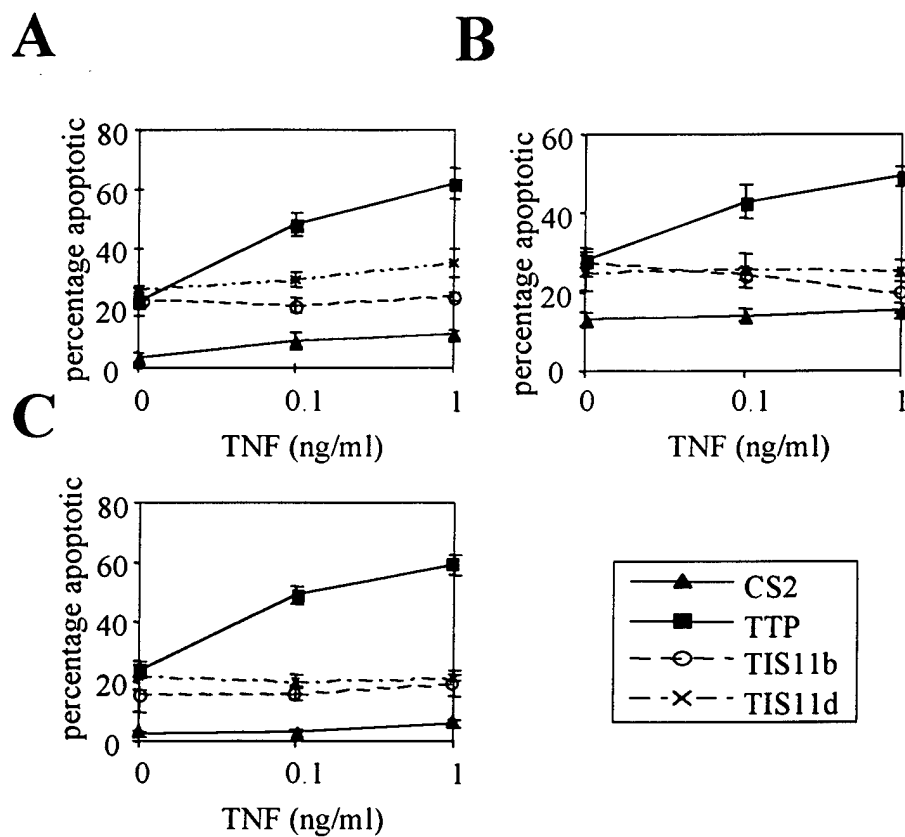 A
B
80
60
40
20
0
percentage apoptotic
0 0.1 1
TNF (ng/ml)
60
40
20
0
percentage apoptotic
0 0.1 1
TNF (ng/ml)
C
80
60
40
20
0
percentage apoptotic
0 0.1 1
TNF (ng/ml)
CS2
TTP
TIS11b
TIS11d